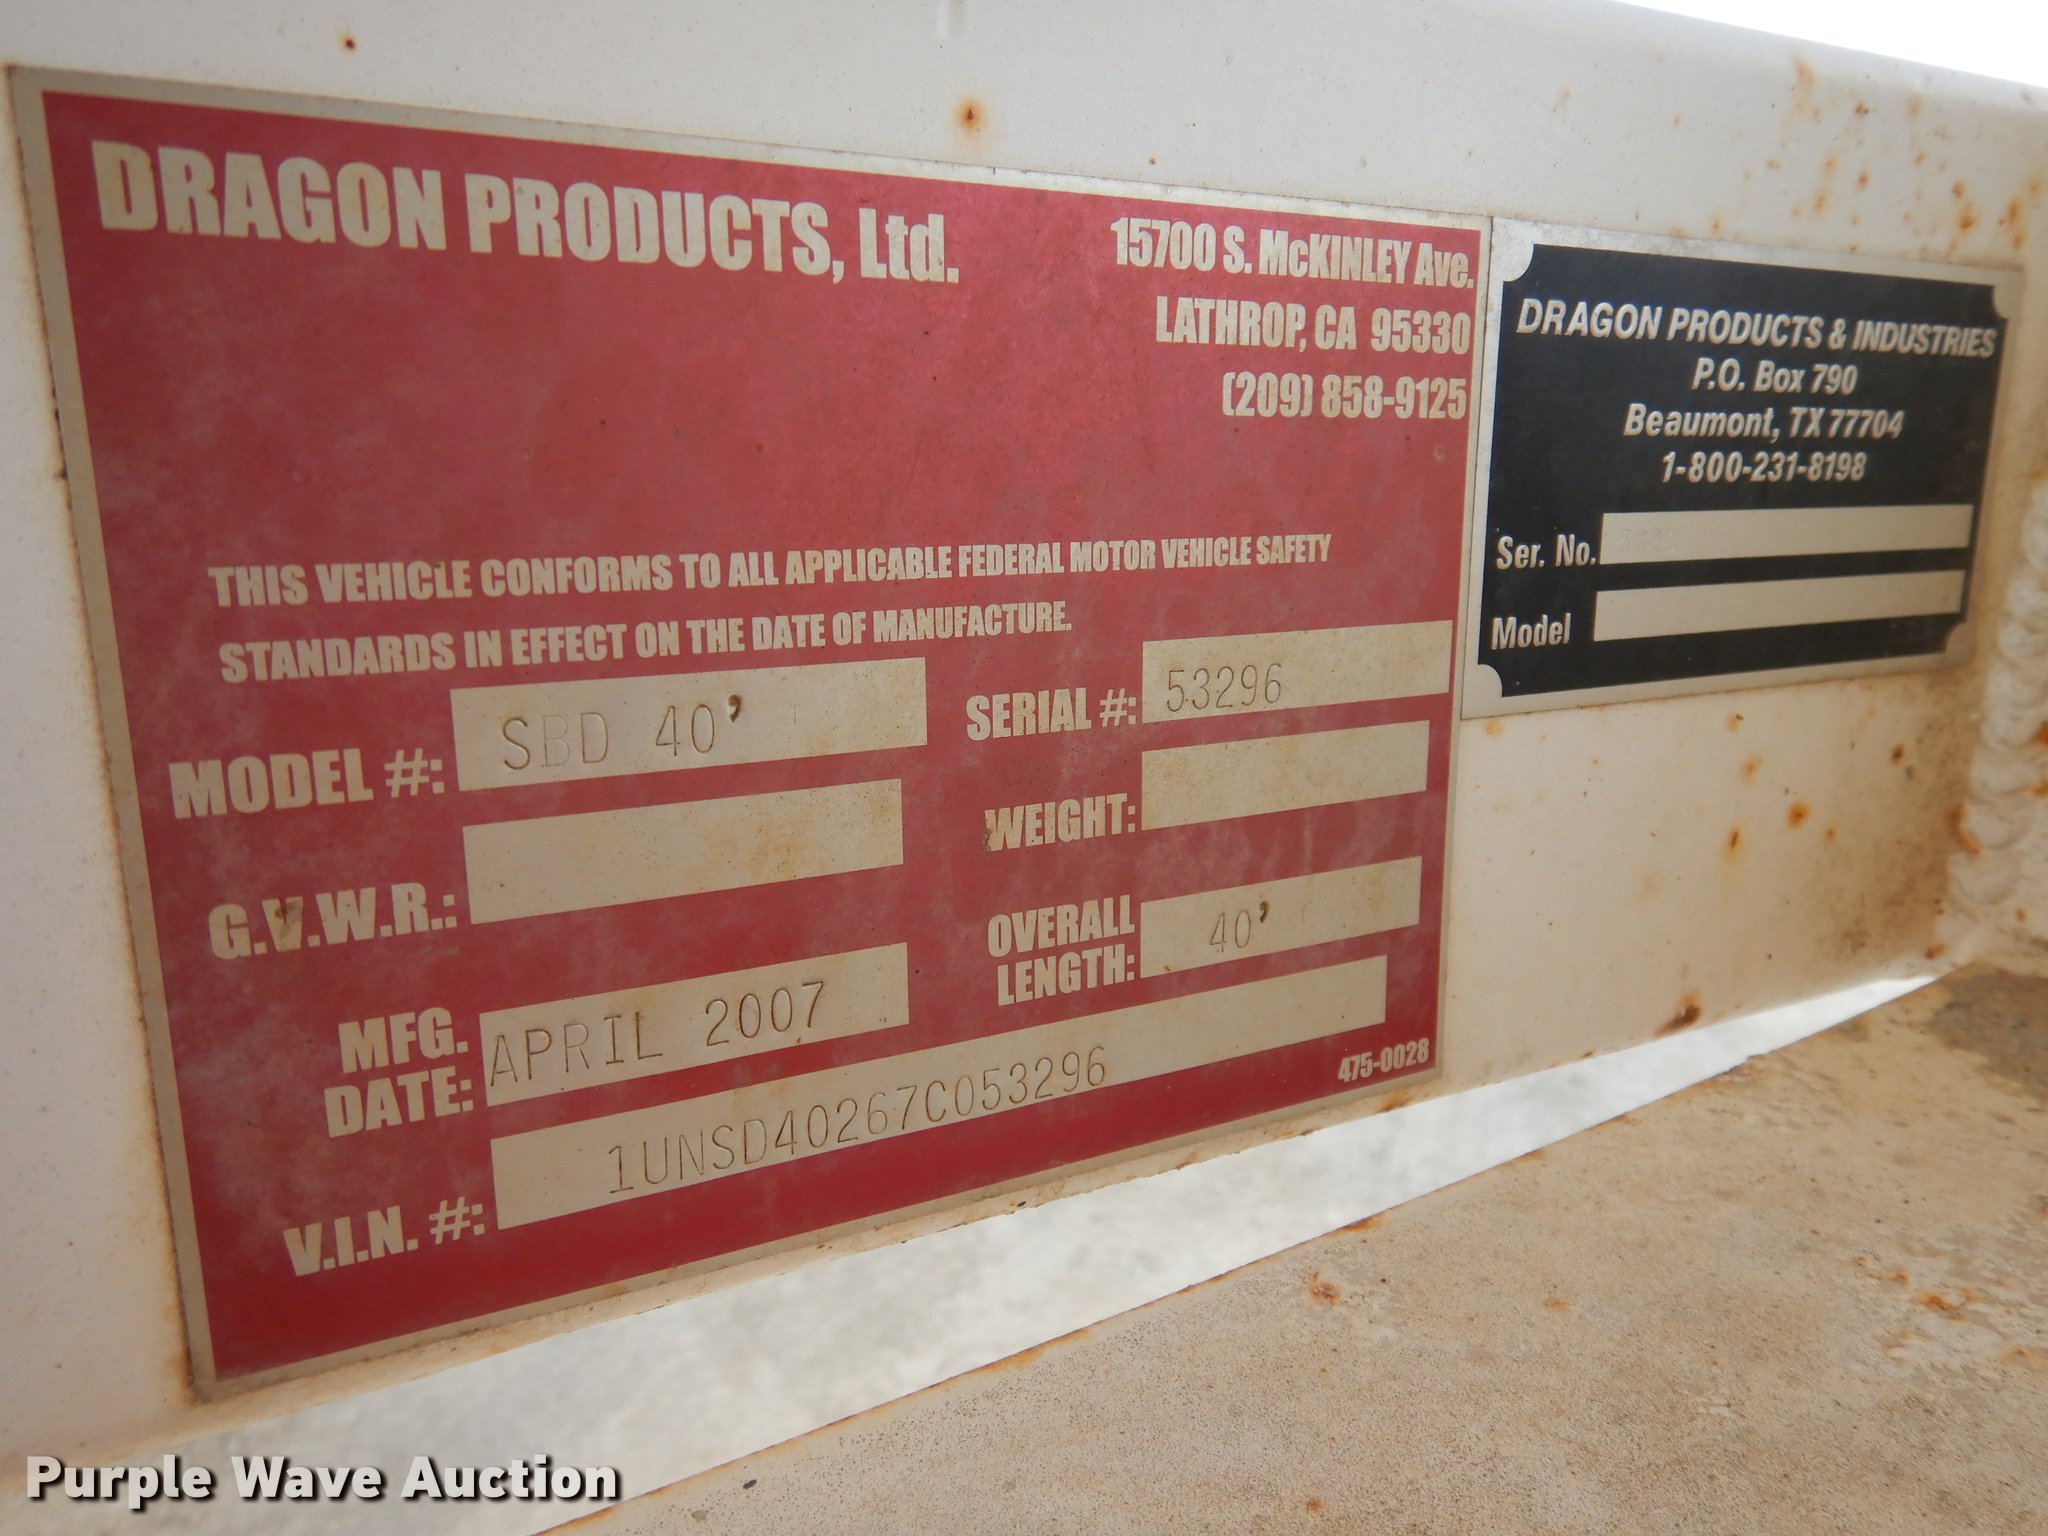 DRAGON PRODUCTS, Ltd.
15700 S. McKINLEY Ave.
LATHROP, CA 95330
(209) 858-9125
THIS VEHICLE CONFORMS TO ALL APPLICABLE FEDERAL MOTOR VEHICLE SAFETY
STANDARDS IN EFFECT ON THE DATE OF MANUFACTURE.
MODEL #: SBD 40'
SERIAL #: 53296
G.V.W.R.:
WEIGHT:
MFG. DATE: APRIL 2007
OVERALL LENGTH: 40'
V.I.N. #: 1UNSD40267C053296
475-0028
DRAGON PRODUCTS & INDUSTRIES
P.O. Box 790
Beaumont, TX 77704
1-800-231-8198
Ser. No.
Model
Purple Wave Auction